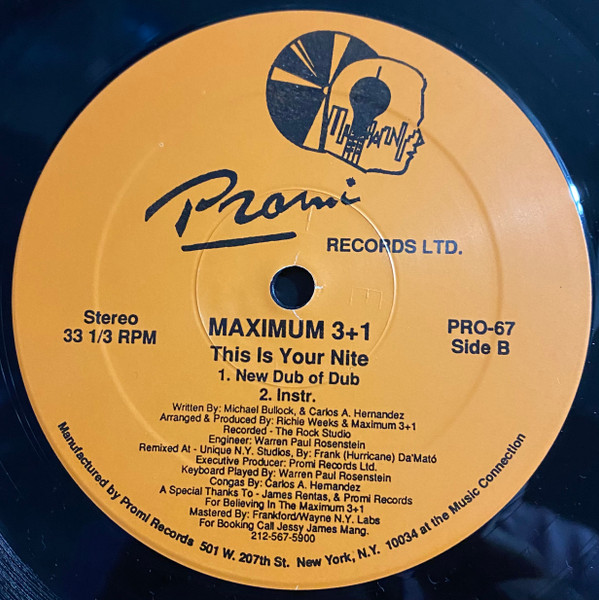 Promi
RECORDS LTD.
Stereo
33 1/3 RPM
MAXIMUM 3+1
PRO-67
Side B
This Is Your Nite
1. New Dub of Dub
2. Instr.
Written By: Michael Bullock, & Carlos A. Hernandez
Arranged & Produced By: Richie Weeks & Maximum 3+1
Recorded - The Rock Studio
Engineer: Warren Paul Rosenstein
Remixed At - Unique N.Y. Studios, By: Frank (Hurricane) Da'Mató
Executive Producer: Promi Records Ltd.
Keyboard Played By: Warren Paul Rosenstein
Congas By: Carlos A. Hernandez
A Special Thanks To - James Rentas, & Promi Records
For Believing In The Maximum 3+1
Mastered By: Frankford/Wayne N.Y. Labs
For Booking Call Jessy James Mang.
212-567-5900
Manufactured by Promi Records 501 W. 207th St. New York, N.Y. 10034 at the Music Connection